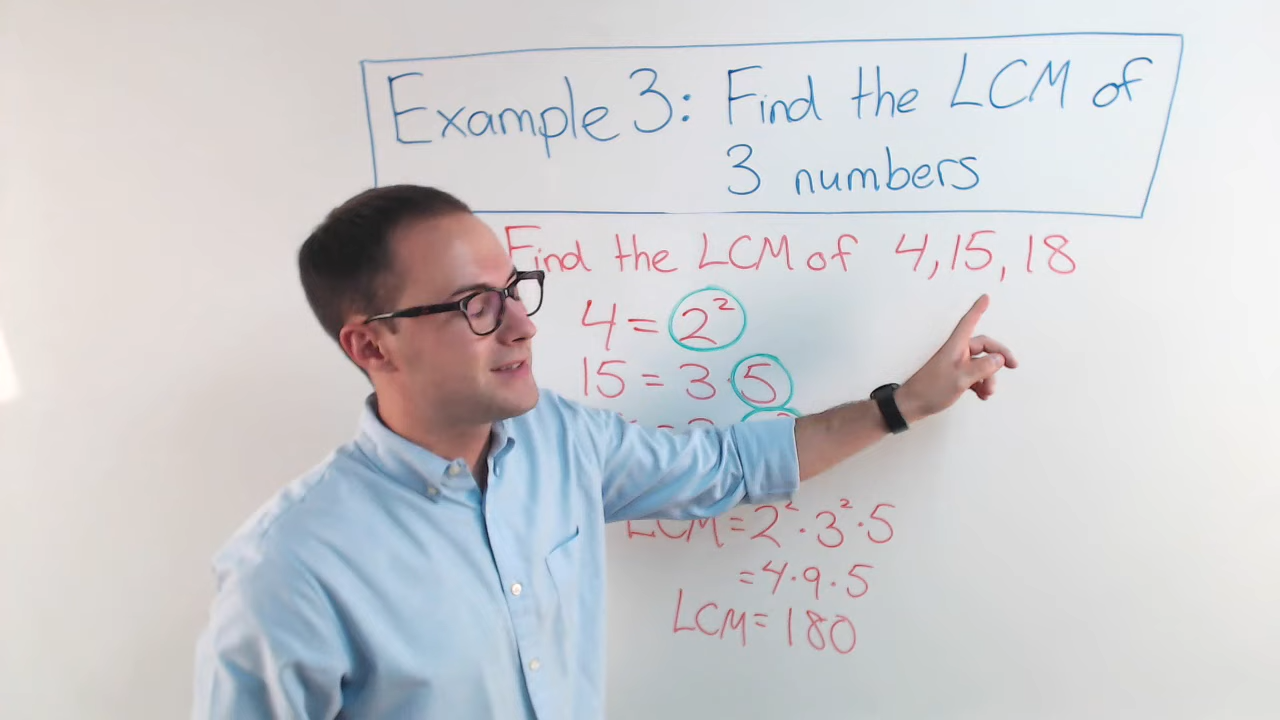 Example 3: Find the LCM of
3 numbers
Find the LCM of 4, 15, 18
4 = 2²
15 = 3·5
LCM = 2²·3²·5
= 4·9·5
LCM = 180